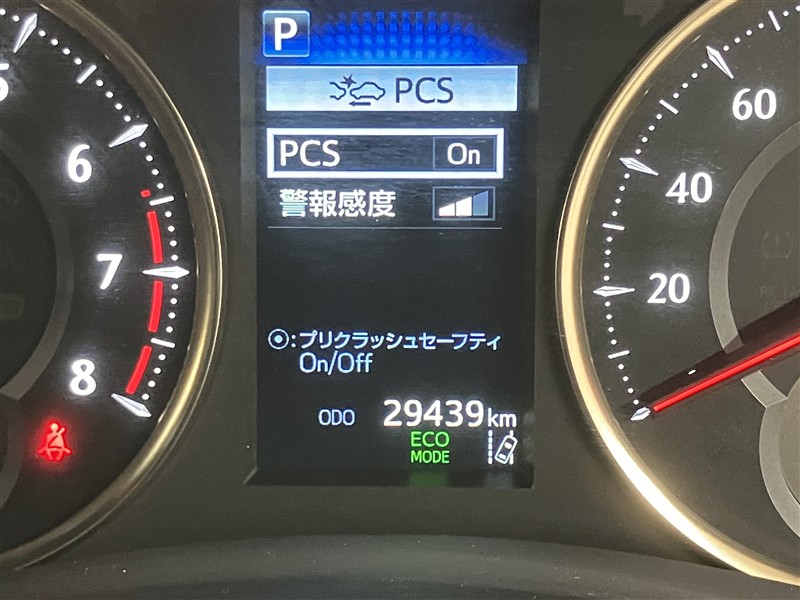 P
PCS
PCS On
警報感度
⦿:プリクラッシュセーフティ
On/Off
ODO 29439km
ECO
MODE
6
7
8
60
40
20